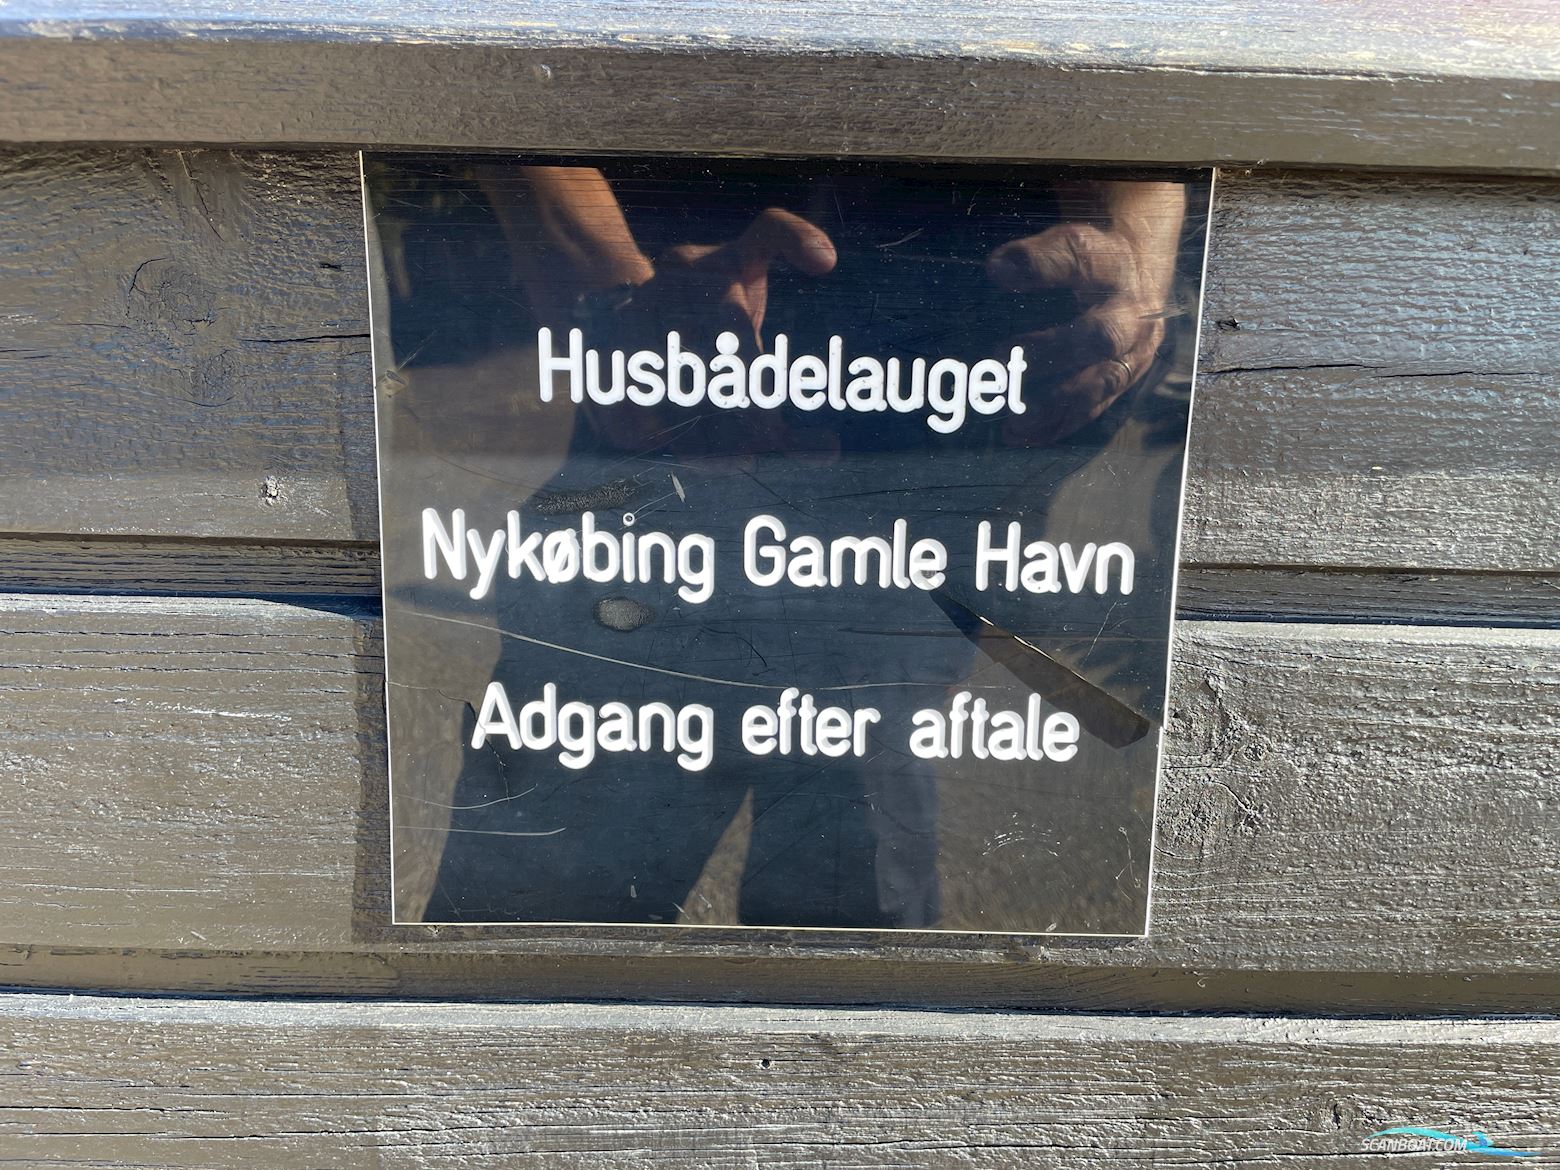 Husbådelauget
Nykøbing Gamle Havn
Adgang efter aftale
SCANBOAT.COM